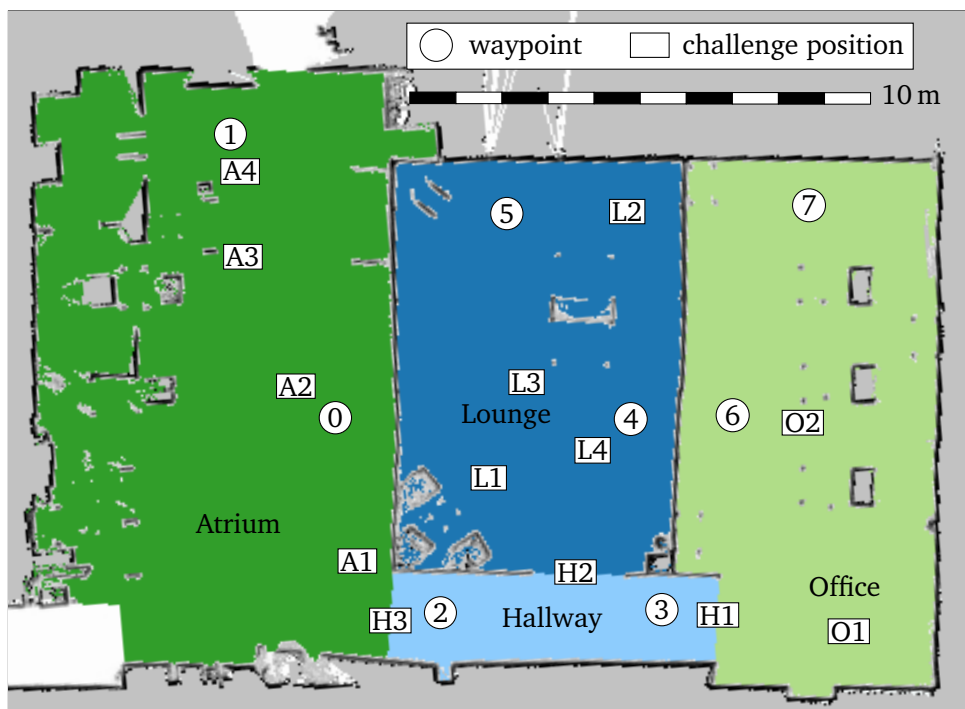 waypoint challenge position
10 m
1
A4
5 L2 7
A3
A2 L3
0 Lounge 4 6 O2
L4
L1
Atrium
A1 H2
Office
H3 2 Hallway 3 H1 O1